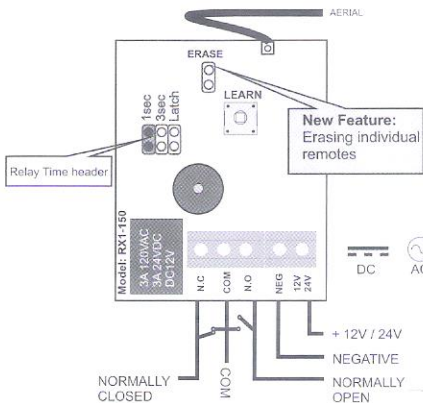 AERIAL
ERASE
LEARN
1sec
3sec
Latch
New Feature:
Erasing individual
remotes
Relay Time header
Model: RX1-150
3A 120VAC
3A 24VDC
DC12V
N.C
COM
N.O
NEG
12V
24V
DC
AC
+ 12V / 24V
NEGATIVE
NORMALLY
CLOSED
COM
NORMALLY
OPEN